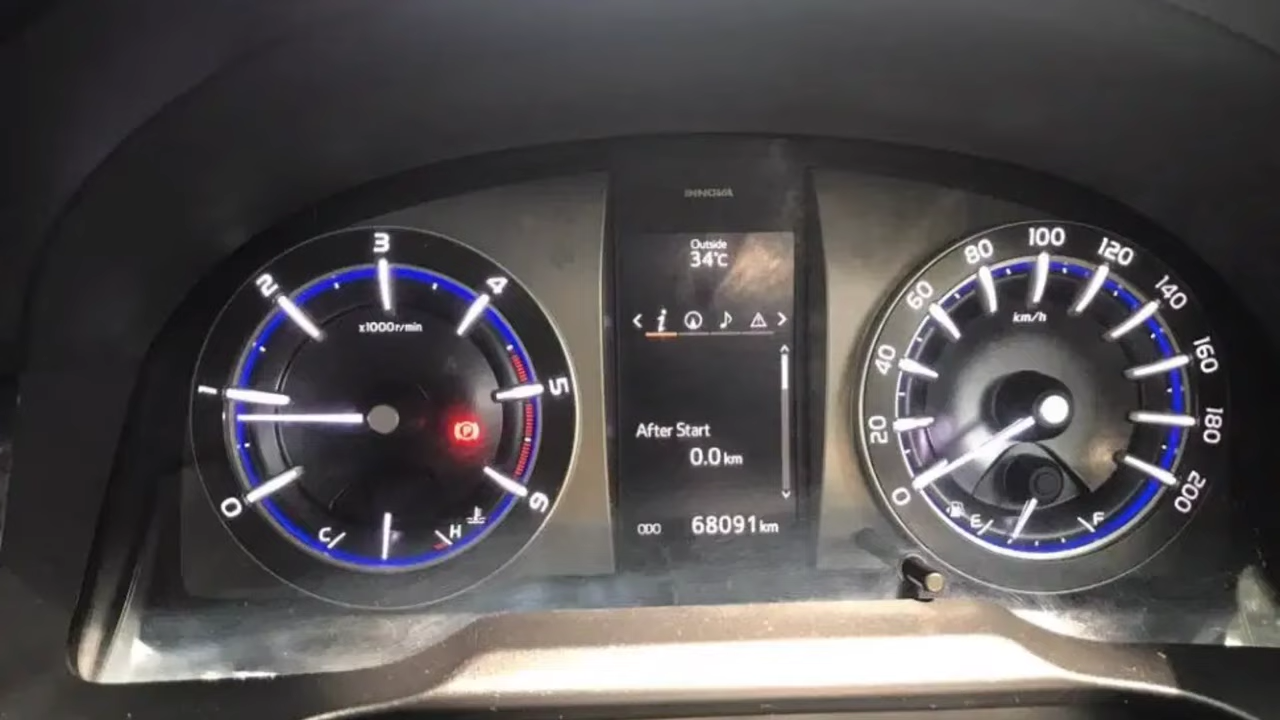 INNOVA
Outside
34°C
After Start
0.0 km
ODO 68091 km
0
1
2
3
4
5
6
x1000r/min
P
C
H
0
20
40
60
80
100
120
140
160
180
200
km/h
E
F